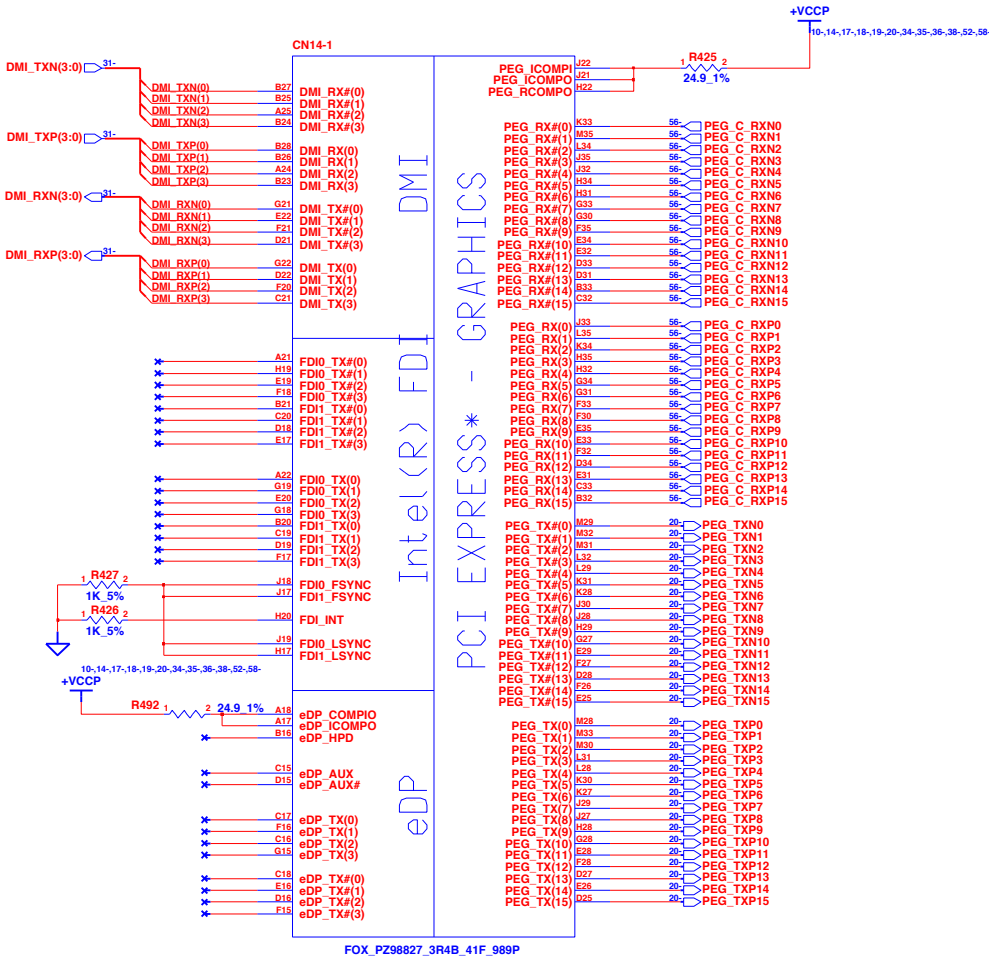 +VCCP
10-,14-,17-,18-,19-,20-,34-,35-,36-,38-,52-,58-
CN14-1
DMI_TXN(3:0) 31-
DMI_TXN(0) B27 DMI_RX#(0)
DMI_TXN(1) B25 DMI_RX#(1)
DMI_TXN(2) A25 DMI_RX#(2)
DMI_TXN(3) B24 DMI_RX#(3)
DMI_TXP(3:0) 31-
DMI_TXP(0) B28 DMI_RX(0)
DMI_TXP(1) B26 DMI_RX(1)
DMI_TXP(2) A24 DMI_RX(2)
DMI_TXP(3) B23 DMI_RX(3)
DMI_RXN(3:0) 31-
DMI_RXN(0) G21 DMI_TX#(0)
DMI_RXN(1) E22 DMI_TX#(1)
DMI_RXN(2) F21 DMI_TX#(2)
DMI_RXN(3) D21 DMI_TX#(3)
DMI_RXP(3:0) 31-
DMI_RXP(0) G22 DMI_TX(0)
DMI_RXP(1) D22 DMI_TX(1)
DMI_RXP(2) F20 DMI_TX(2)
DMI_RXP(3) C21 DMI_TX(3)
DMI
A21 FDI0_TX#(0)
H19 FDI0_TX#(1)
E19 FDI0_TX#(2)
F18 FDI0_TX#(3)
B21 FDI1_TX#(0)
C20 FDI1_TX#(1)
D18 FDI1_TX#(2)
E17 FDI1_TX#(3)
A22 FDI0_TX(0)
G19 FDI0_TX(1)
E20 FDI0_TX(2)
G18 FDI0_TX(3)
B20 FDI1_TX(0)
C19 FDI1_TX(1)
D19 FDI1_TX(2)
F17 FDI1_TX(3)
R427
1 2
1K_5%
J18 FDI0_FSYNC
J17 FDI1_FSYNC
R426
1 2
1K_5%
H20 FDI_INT
J19 FDI0_LSYNC
H17 FDI1_LSYNC
Intel(R) FDI
10-,14-,17-,18-,19-,20-,34-,35-,36-,38-,52-,58-
+VCCP
R492 1 2 24.9_1%
A18 eDP_COMPIO
A17 eDP_ICOMPO
B16 eDP_HPD
C15 eDP_AUX
D15 eDP_AUX#
C17 eDP_TX(0)
F16 eDP_TX(1)
C16 eDP_TX(2)
G15 eDP_TX(3)
C18 eDP_TX#(0)
E16 eDP_TX#(1)
D16 eDP_TX#(2)
F15 eDP_TX#(3)
eDP
PCI EXPRESS* - GRAPHICS
PEG_ICOMPI J22
PEG_ICOMPO J21
PEG_RCOMPO H22
R425
1 2
24.9_1%
PEG_RX#(0) K33 56- PEG_C_RXN0
PEG_RX#(1) M35 56- PEG_C_RXN1
PEG_RX#(2) L34 56- PEG_C_RXN2
PEG_RX#(3) J35 56- PEG_C_RXN3
PEG_RX#(4) J32 56- PEG_C_RXN4
PEG_RX#(5) H34 56- PEG_C_RXN5
PEG_RX#(6) H31 56- PEG_C_RXN6
PEG_RX#(7) G33 56- PEG_C_RXN7
PEG_RX#(8) G30 56- PEG_C_RXN8
PEG_RX#(9) F35 56- PEG_C_RXN9
PEG_RX#(10) E34 56- PEG_C_RXN10
PEG_RX#(11) E32 56- PEG_C_RXN11
PEG_RX#(12) D33 56- PEG_C_RXN12
PEG_RX#(13) D31 56- PEG_C_RXN13
PEG_RX#(14) B33 56- PEG_C_RXN14
PEG_RX#(15) C32 56- PEG_C_RXN15
PEG_RX(0) J33 56- PEG_C_RXP0
PEG_RX(1) L35 56- PEG_C_RXP1
PEG_RX(2) K34 56- PEG_C_RXP2
PEG_RX(3) H35 56- PEG_C_RXP3
PEG_RX(4) H32 56- PEG_C_RXP4
PEG_RX(5) G34 56- PEG_C_RXP5
PEG_RX(6) G31 56- PEG_C_RXP6
PEG_RX(7) F33 56- PEG_C_RXP7
PEG_RX(8) F30 56- PEG_C_RXP8
PEG_RX(9) E35 56- PEG_C_RXP9
PEG_RX(10) E33 56- PEG_C_RXP10
PEG_RX(11) F32 56- PEG_C_RXP11
PEG_RX(12) D34 56- PEG_C_RXP12
PEG_RX(13) E31 56- PEG_C_RXP13
PEG_RX(14) C33 56- PEG_C_RXP14
PEG_RX(15) B32 56- PEG_C_RXP15
PEG_TX#(0) M29 20- PEG_TXN0
PEG_TX#(1) M32 20- PEG_TXN1
PEG_TX#(2) M31 20- PEG_TXN2
PEG_TX#(3) L32 20- PEG_TXN3
PEG_TX#(4) L29 20- PEG_TXN4
PEG_TX#(5) K31 20- PEG_TXN5
PEG_TX#(6) K28 20- PEG_TXN6
PEG_TX#(7) J30 20- PEG_TXN7
PEG_TX#(8) J28 20- PEG_TXN8
PEG_TX#(9) H29 20- PEG_TXN9
PEG_TX#(10) G27 20- PEG_TXN10
PEG_TX#(11) E29 20- PEG_TXN11
PEG_TX#(12) F27 20- PEG_TXN12
PEG_TX#(13) D28 20- PEG_TXN13
PEG_TX#(14) F26 20- PEG_TXN14
PEG_TX#(15) E25 20- PEG_TXN15
PEG_TX(0) M28 20- PEG_TXP0
PEG_TX(1) M33 20- PEG_TXP1
PEG_TX(2) M30 20- PEG_TXP2
PEG_TX(3) L31 20- PEG_TXP3
PEG_TX(4) L28 20- PEG_TXP4
PEG_TX(5) K30 20- PEG_TXP5
PEG_TX(6) K27 20- PEG_TXP6
PEG_TX(7) J29 20- PEG_TXP7
PEG_TX(8) J27 20- PEG_TXP8
PEG_TX(9) H28 20- PEG_TXP9
PEG_TX(10) G28 20- PEG_TXP10
PEG_TX(11) E28 20- PEG_TXP11
PEG_TX(12) F28 20- PEG_TXP12
PEG_TX(13) D27 20- PEG_TXP13
PEG_TX(14) E26 20- PEG_TXP14
PEG_TX(15) D25 20- PEG_TXP15
FOX_PZ98827_3R4B_41F_989P